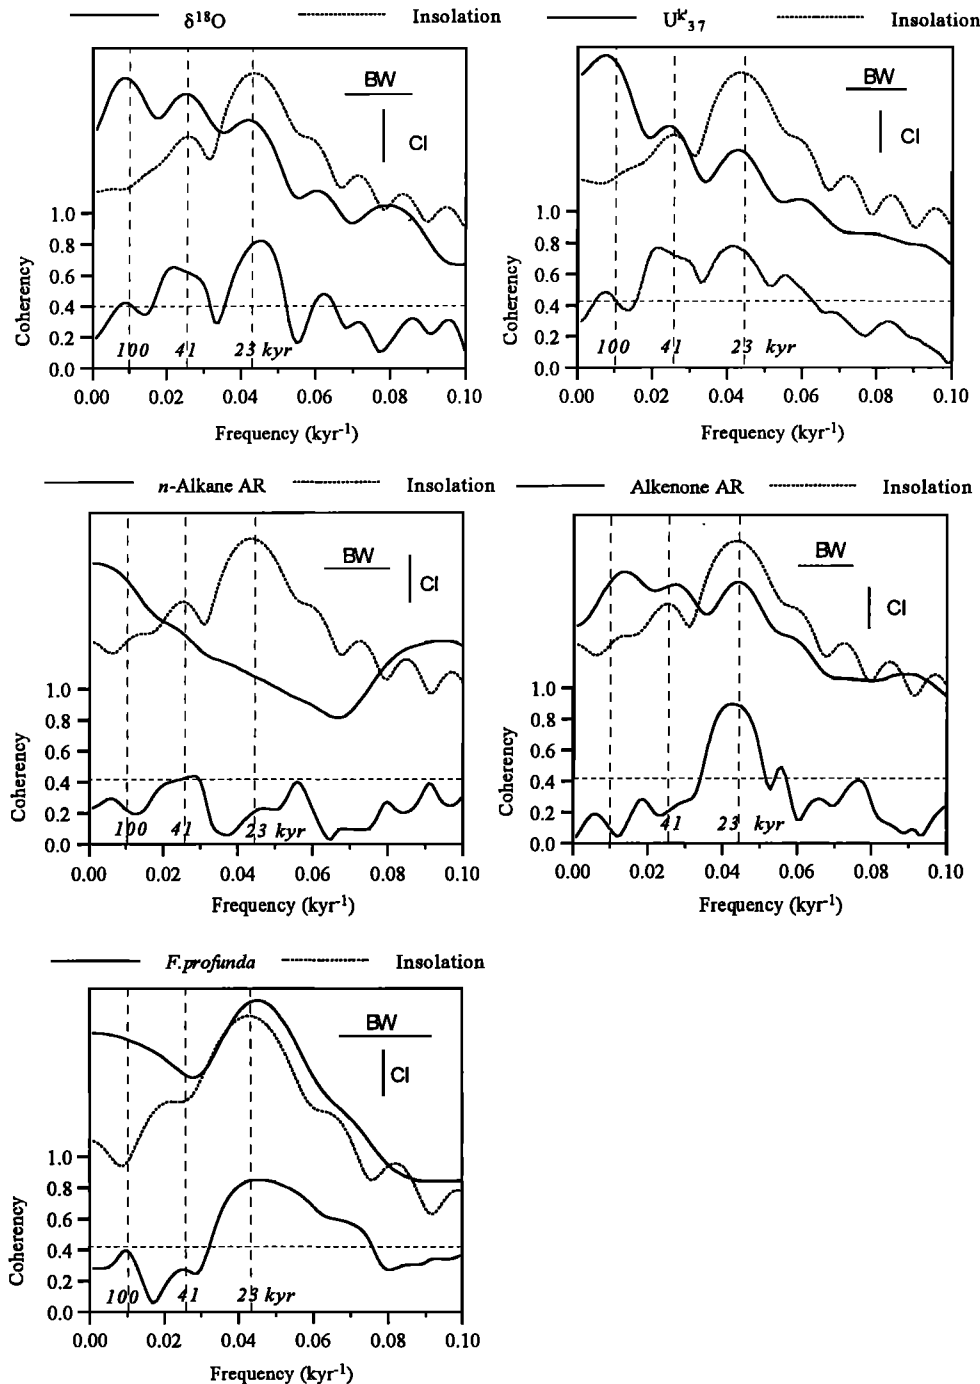 δ¹⁸O Insolation
BW
CI
1.0
0.8
0.6
0.4
0.2
0.0
Coherency
100 41 23 kyr
0.00 0.02 0.04 0.06 0.08 0.10
Frequency (kyr⁻¹)
Uᵏ'₃₇ Insolation
BW
CI
1.0
0.8
0.6
0.4
0.2
0.0
Coherency
100 41 23 kyr
0.00 0.02 0.04 0.06 0.08 0.10
Frequency (kyr⁻¹)
n-Alkane AR Insolation
BW
CI
1.0
0.8
0.6
0.4
0.2
0.0
Coherency
100 41 23 kyr
0.00 0.02 0.04 0.06 0.08 0.10
Frequency (kyr⁻¹)
Alkenone AR Insolation
BW
CI
1.0
0.8
0.6
0.4
0.2
0.0
Coherency
100 41 23 kyr
0.00 0.02 0.04 0.06 0.08 0.10
Frequency (kyr⁻¹)
F.profunda Insolation
BW
CI
1.0
0.8
0.6
0.4
0.2
0.0
Coherency
100 41 23 kyr
0.00 0.02 0.04 0.06 0.08 0.10
Frequency (kyr⁻¹)